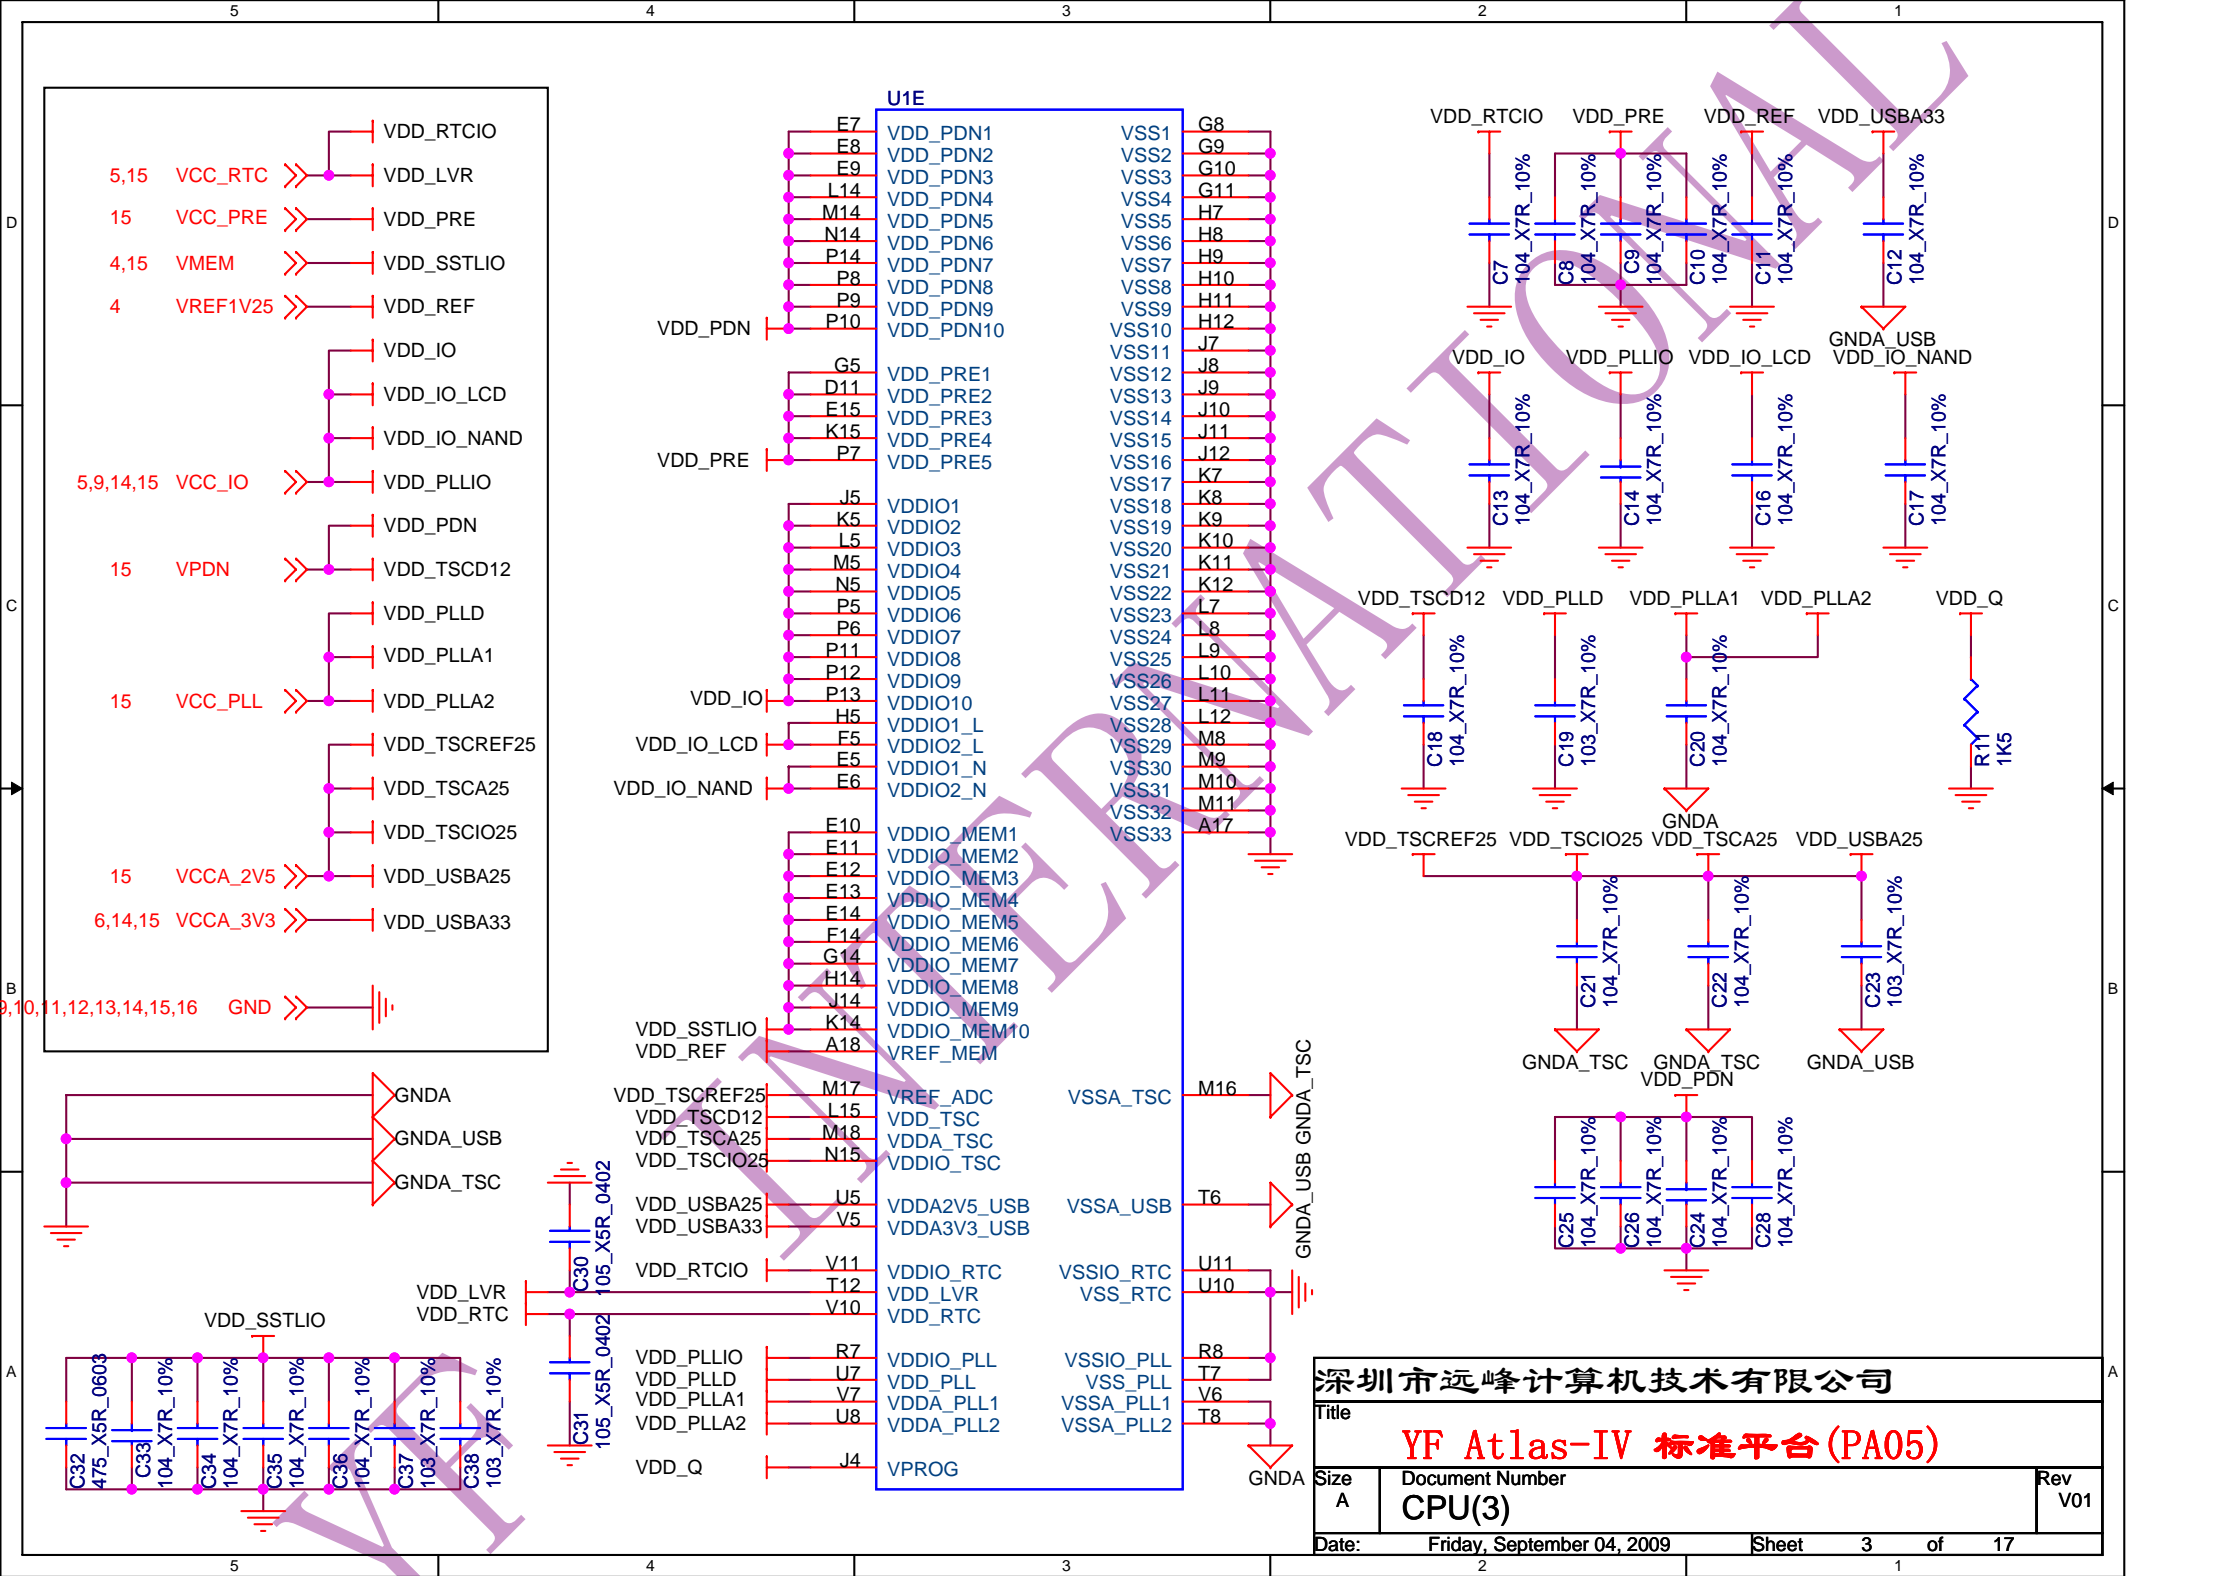 5 4 3 2 1
D
C
B
A
VDD_RTCIO
5,15 VCC_RTC VDD_LVR
15 VCC_PRE VDD_PRE
4,15 VMEM VDD_SSTLIO
4 VREF1V25 VDD_REF
VDD_IO
VDD_IO_LCD
VDD_IO_NAND
5,9,14,15 VCC_IO VDD_PLLIO
VDD_PDN
15 VPDN VDD_TSCD12
VDD_PLLD
VDD_PLLA1
15 VCC_PLL VDD_PLLA2
VDD_TSCREF25
VDD_TSCA25
VDD_TSCIO25
15 VCCA_2V5 VDD_USBA25
6,14,15 VCCA_3V3 VDD_USBA33
9,10,11,12,13,14,15,16 GND
GNDA
GNDA_USB
GNDA_TSC
VDD_SSTLIO
C32 475_X5R_0603
C33 104_X7R_10%
C34 104_X7R_10%
C35 104_X7R_10%
C36 104_X7R_10%
C37 103_X7R_10%
C38 103_X7R_10%
U1E
E7 VDD_PDN1
E8 VDD_PDN2
E9 VDD_PDN3
L14 VDD_PDN4
M14 VDD_PDN5
N14 VDD_PDN6
P14 VDD_PDN7
P8 VDD_PDN8
P9 VDD_PDN9
VDD_PDN P10 VDD_PDN10
G5 VDD_PRE1
D11 VDD_PRE2
E15 VDD_PRE3
K15 VDD_PRE4
VDD_PRE P7 VDD_PRE5
J5 VDDIO1
K5 VDDIO2
L5 VDDIO3
M5 VDDIO4
N5 VDDIO5
P5 VDDIO6
P6 VDDIO7
P11 VDDIO8
P12 VDDIO9
VDD_IO P13 VDDIO10
H5 VDDIO1_L
VDD_IO_LCD F5 VDDIO2_L
E5 VDDIO1_N
VDD_IO_NAND E6 VDDIO2_N
E10 VDDIO_MEM1
E11 VDDIO_MEM2
E12 VDDIO_MEM3
E13 VDDIO_MEM4
E14 VDDIO_MEM5
F14 VDDIO_MEM6
G14 VDDIO_MEM7
H14 VDDIO_MEM8
J14 VDDIO_MEM9
VDD_SSTLIO K14 VDDIO_MEM10
VDD_REF A18 VREF_MEM
VDD_TSCREF25 M17 VREF_ADC
VDD_TSCD12 L15 VDD_TSC
VDD_TSCA25 M18 VDDA_TSC
VDD_TSCIO25 N15 VDDIO_TSC
VDD_USBA25 U5 VDDA2V5_USB
VDD_USBA33 V5 VDDA3V3_USB
VDD_RTCIO V11 VDDIO_RTC
VDD_LVR T12 VDD_LVR
VDD_RTC V10 VDD_RTC
C30 105_X5R_0402
C31 105_X5R_0402
VDD_PLLIO R7 VDDIO_PLL
VDD_PLLD U7 VDD_PLL
VDD_PLLA1 V7 VDDA_PLL1
VDD_PLLA2 U8 VDDA_PLL2
VDD_Q J4 VPROG
VSS1 G8
VSS2 G9
VSS3 G10
VSS4 G11
VSS5 H7
VSS6 H8
VSS7 H9
VSS8 H10
VSS9 H11
VSS10 H12
VSS11 J7
VSS12 J8
VSS13 J9
VSS14 J10
VSS15 J11
VSS16 J12
VSS17 K7
VSS18 K8
VSS19 K9
VSS20 K10
VSS21 K11
VSS22 K12
VSS23 L7
VSS24 L8
VSS25 L9
VSS26 L10
VSS27 L11
VSS28 L12
VSS29 M8
VSS30 M9
VSS31 M10
VSS32 M11
VSS33 A17
VSSA_TSC M16 GNDA_TSC
VSSA_USB T6 GNDA_USB
VSSIO_RTC U11
VSS_RTC U10
VSSIO_PLL R8
VSS_PLL T7
VSSA_PLL1 V6
VSSA_PLL2 T8
GNDA
VDD_RTCIO VDD_PRE VDD_REF VDD_USBA33
C7 104_X7R_10%
C8 104_X7R_10%
C9 104_X7R_10%
C10 104_X7R_10%
C11 104_X7R_10%
C12 104_X7R_10%
GNDA_USB
VDD_IO VDD_PLLIO VDD_IO_LCD VDD_IO_NAND
C13 104_X7R_10%
C14 104_X7R_10%
C16 104_X7R_10%
C17 104_X7R_10%
VDD_TSCD12 VDD_PLLD VDD_PLLA1 VDD_PLLA2 VDD_Q
C18 104_X7R_10%
C19 103_X7R_10%
C20 104_X7R_10%
R11 1K5
GNDA
VDD_TSCREF25 VDD_TSCIO25 VDD_TSCA25 VDD_USBA25
C21 104_X7R_10%
C22 104_X7R_10%
C23 103_X7R_10%
GNDA_TSC GNDA_TSC GNDA_USB
VDD_PDN
C25 104_X7R_10%
C26 104_X7R_10%
C24 104_X7R_10%
C28 104_X7R_10%
YF INTERNATIONAL
深圳市远峰计算机技术有限公司
Title
YF Atlas-IV 标准平台(PA05)
Size Document Number Rev
A CPU(3) V01
Date: Friday, September 04, 2009 Sheet 3 of 17
D
C
B
A
5 4 3 2 1